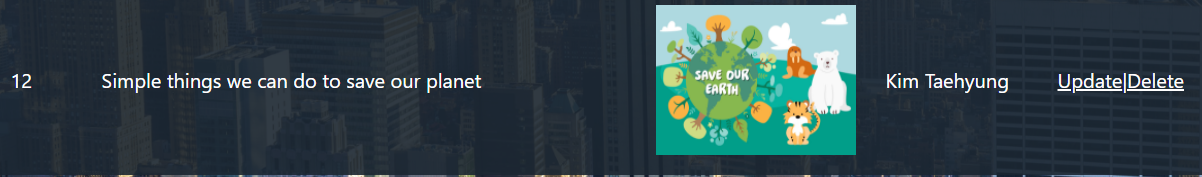 12
Simple things we can do to save our planet
SAVE OUR
EARTH
Kim Taehyung
Update|Delete